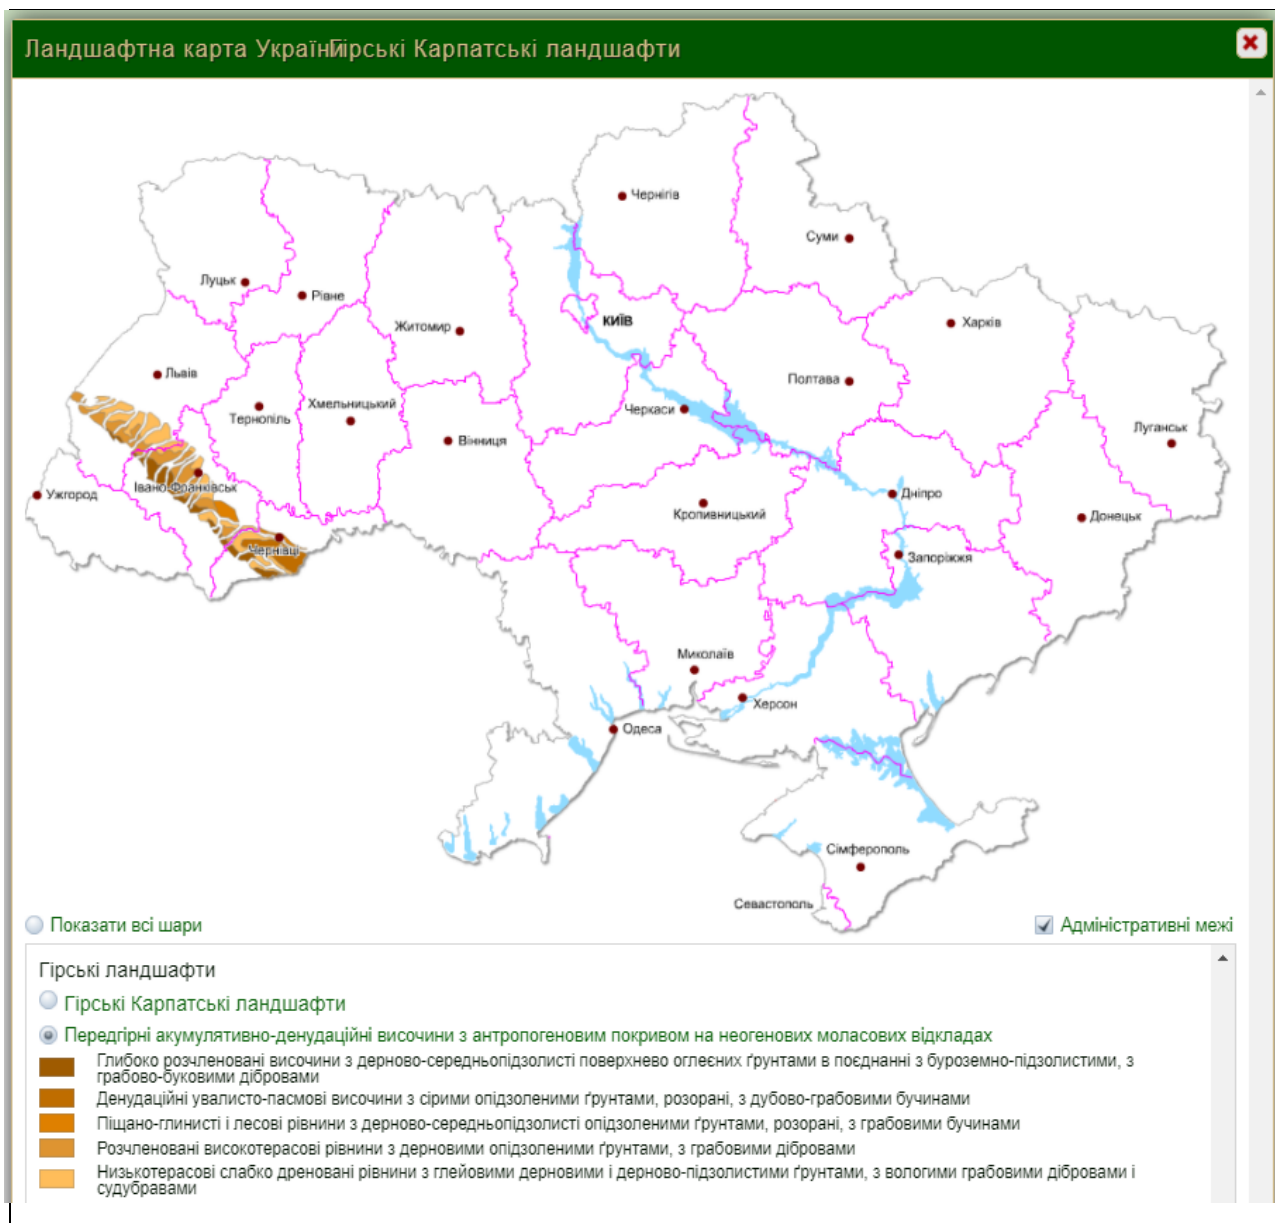 Ландшафтна карта України
Гірські Карпатські ландшафти
Чернігів
Суми
Луцьк
Рівне
КИЇВ
Житомир
Харків
Львів
Полтава
Хмельницький
Тернопіль
Черкаси
Вінниця
Луганськ
Івано-Франківськ
Ужгород
Дніпро
Кропивницький
Донецьк
Чернівці
Запоріжжя
Миколаїв
Херсон
Одеса
Сімферополь
Севастополь
Показати всі шари
Адміністративні межі
Гірські ландшафти
Гірські Карпатські ландшафти
Передгірні акумулятивно-денудаційні височини з антропогеновим покривом на неогенових моласових відкладах
Глибоко розчленовані височини з дерново-середньопідзолисті поверхнево оглеєних ґрунтами в поєднанні з буроземно-підзолистими, з
грабово-буковими дібровами
Денудаційні увалисто-пасмові височини з сірими опідзоленими ґрунтами, розорані, з дубово-грабовими бучинами
Піщано-глинисті і лесові рівнини з дерново-середньопідзолисті опідзоленими ґрунтами, розорані, з грабовими бучинами
Розчленовані високотерасові рівнини з дерновими опідзоленими ґрунтами, з грабовими дібровами
Низькотерасові слабко дреновані рівнини з глейовими дерновими і дерново-підзолистими ґрунтами, з вологими грабовими дібровами і
судубравами